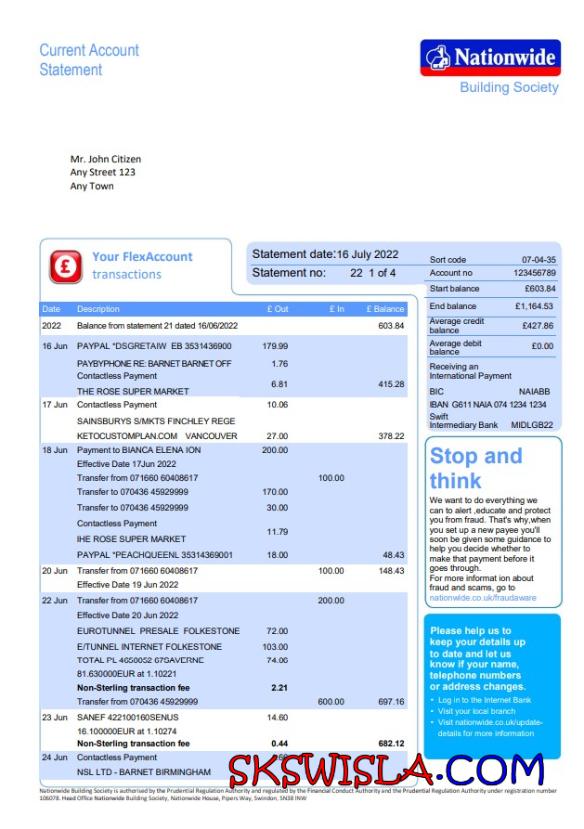 Current Account
Statement
Nationwide
Building Society
Mr. John Citizen
Any Street 123
Any Town
Your FlexAccount
transactions
Statement date:16 July 2022
Statement no: 22 1 of 4
Sort code 07-04-35
Account no 123456789
Start balance £603.84
End balance £1,164.53
Average credit
balance £427.86
Average debit
balance £0.00
Receiving an
International Payment
BIC NAIABB
IBAN G611 NAIA 074 1234 1234
Swift
Intermediary Bank MIDLGB22
Date Description £ Out £ In £ Balance
2022 Balance from statement 21 dated 16/06/2022 603.84
16 Jun PAYPAL *DSGRETAIW EB 3531436900 179.99
PAYBYPHONE RE: BARNET BARNET OFF 1.76
Contactless Payment
THE ROSE SUPER MARKET 6.81 415.28
17 Jun Contactless Payment 10.06
SAINSBURYS S/MKTS FINCHLEY REGE
KETOCUSTOMPLAN.COM VANCOUVER 27.00 378.22
18 Jun Payment to BIANCA ELENA ION 200.00
Effective Date 17Jun 2022
Transfer from 071660 60408617 100.00
Transfer to 070436 45929999 170.00
Transfer to 070436 45929999 30.00
Contactless Payment
IHE ROSE SUPER MARKET 11.79
PAYPAL "PEACHQUEENL 35314369001 18.00 48.43
20 Jun Transfer from 071660 60408617 100.00 148.43
Effective Date 19 Jun 2022
22 Jun Transfer from 071660 60408617 200.00
Effective Date 20 Jun 2022
EUROTUNNEL PRESALE FOLKESTONE 72.00
E/TUNNEL INTERNET FOLKESTONE 103.00
TOTAL PL 4650052 67GAVERNE 74.06
81.630000EUR at 1.10221
Non-Sterling transaction fee 2.21
Transfer from 070436 45929999 600.00 697.16
23 Jun SANEF 422100160SENUS 14.60
16.100000EUR at 1.10274
Non-Sterling transaction fee 0.44 682.12
24 Jun Contactless Payment
NSL LTD - BARNET BIRMINGHAM
Stop and
think
We want to do everything we
can to alert ,educate and protect
you from fraud. That's why,when
you set up a new payee you'll
soon be given some guidance to
help you decide whether to
make that payment before it
goes through.
For more informat ion about
fraud and scams, go to
nationwide.co.uk/fraudaware
Please help us to
keep your details up
to date and let us
know if your name,
telephone numbers
or address changes.
• Log in to the Internet Bank
• Visit your local branch
• Visit nationwide.co.uk/update-
details for more information
SKSWISLA.COM
Nationwide Building Society is authorised by the Prudential Regulation Authority and regulated by the Financial Conduct Authority and the Prudential Regulation Authority under registration number
106078. Head Office Nationwide Building Society, Nationwide House, Pipers Way, Swindon, SN38 INW